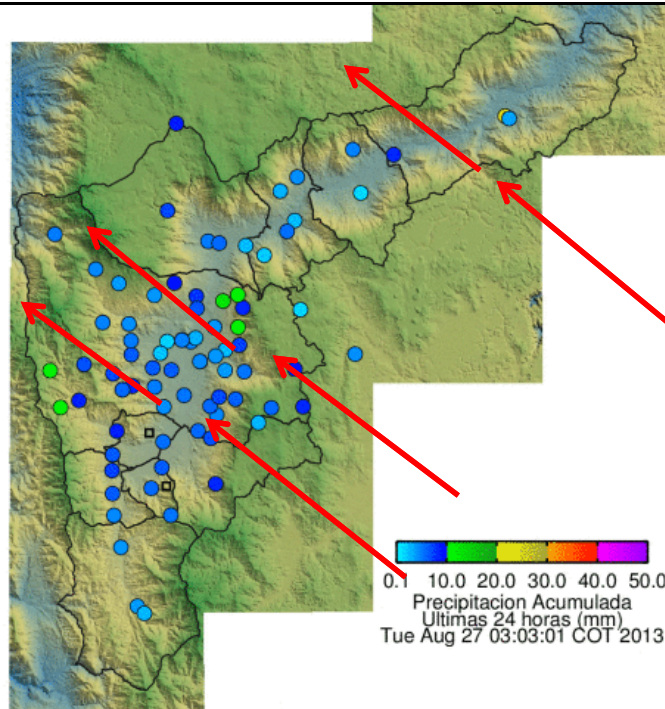 0.1 10.0 20.0 30.0 40.0 50.0
Precipitacion Acumulada
Ultimas 24 horas (mm)
Tue Aug 27 03:03:01 COT 2013